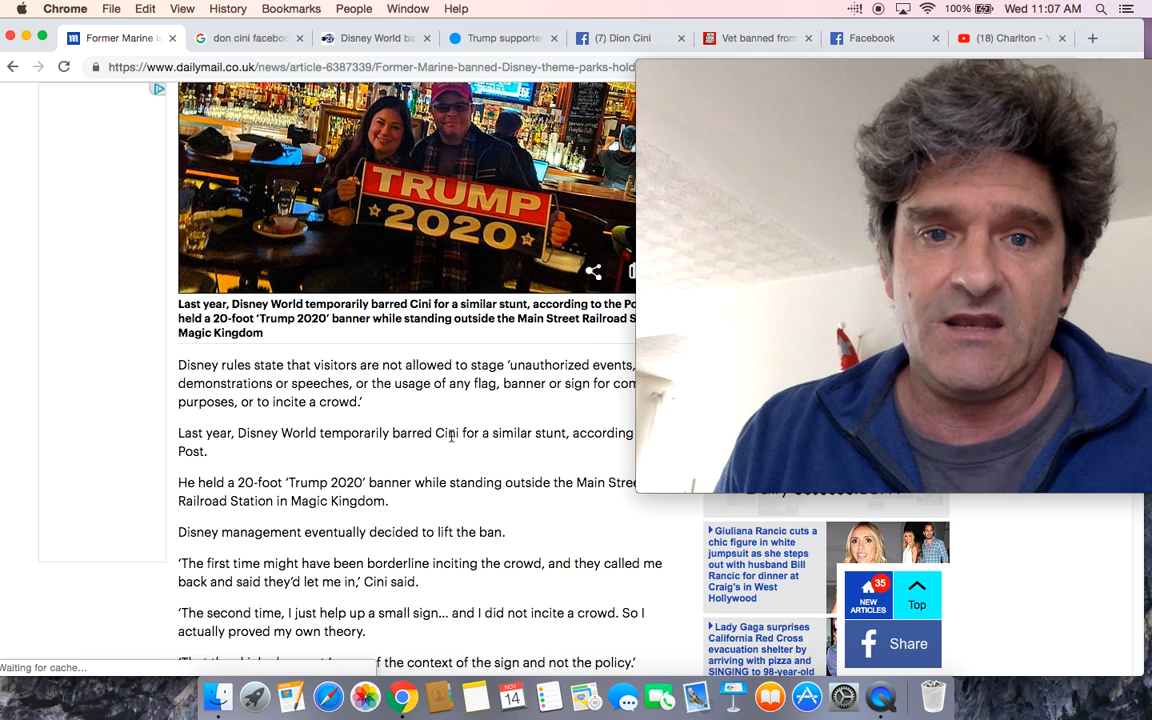 Chrome File Edit View History Bookmarks People Window Help 100% Wed 11:07 AM
Former Marine is
don cini facebo
Disney World ba
Trump supporte
(7) Dion Cini
Vet banned from
Facebook
(18) Charlton - Y
https://www.dailymail.co.uk/news/article-6387339/Former-Marine-banned-Disney-theme-parks-hold
TRUMP
2020
Last year, Disney World temporarily barred Cini for a similar stunt, according to the Po
held a 20-foot ‘Trump 2020’ banner while standing outside the Main Street Railroad S
Magic Kingdom
Disney rules state that visitors are not allowed to stage ‘unauthorized events,
demonstrations or speeches, or the usage of any flag, banner or sign for com
purposes, or to incite a crowd.’
Last year, Disney World temporarily barred Cini for a similar stunt, according
Post.
He held a 20-foot ‘Trump 2020’ banner while standing outside the Main Stree
Railroad Station in Magic Kingdom.
Disney management eventually decided to lift the ban.
‘The first time might have been borderline inciting the crowd, and they called me
back and said they’d let me in,’ Cini said.
‘The second time, I just help up a small sign... and I did not incite a crowd. So I
actually proved my own theory.
of the context of the sign and not the policy.’
Waiting for cache...
Giuliana Rancic cuts a
chic figure in white
jumpsuit as she steps
out with husband Bill
Rancic for dinner at
Craig's in West
Hollywood
Lady Gaga surprises
California Red Cross
evacuation shelter by
arriving with pizza and
SINGING to 98-year-old
35
NEW
ARTICLES
Top
Share
NOV
14